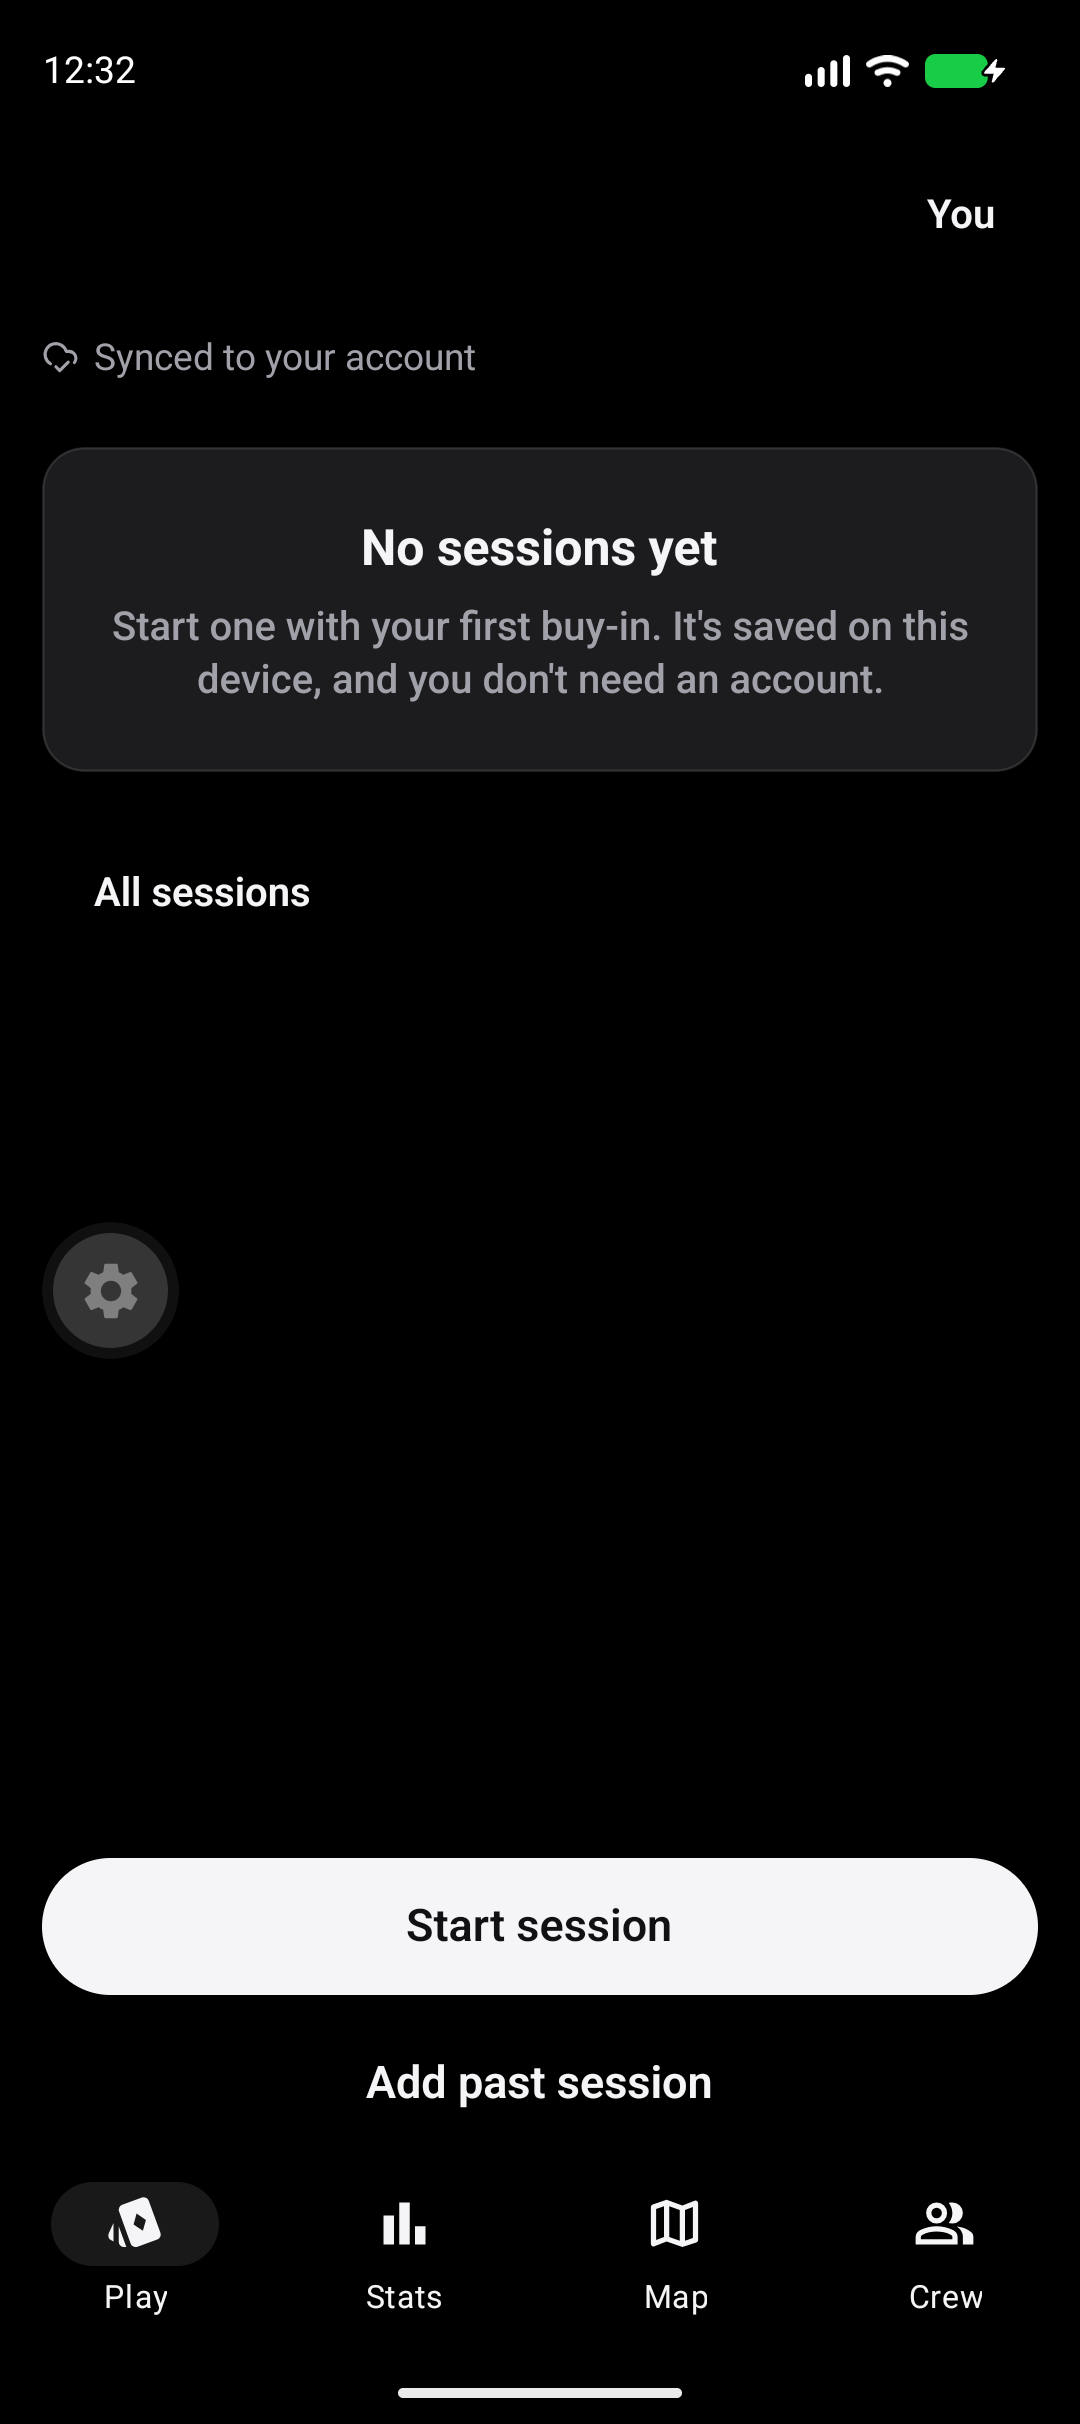 12:32
You
Synced to your account
No sessions yet
Start one with your first buy-in. It's saved on this
device, and you don't need an account.
All sessions
Start session
Add past session
Play
Stats
Map
Crew